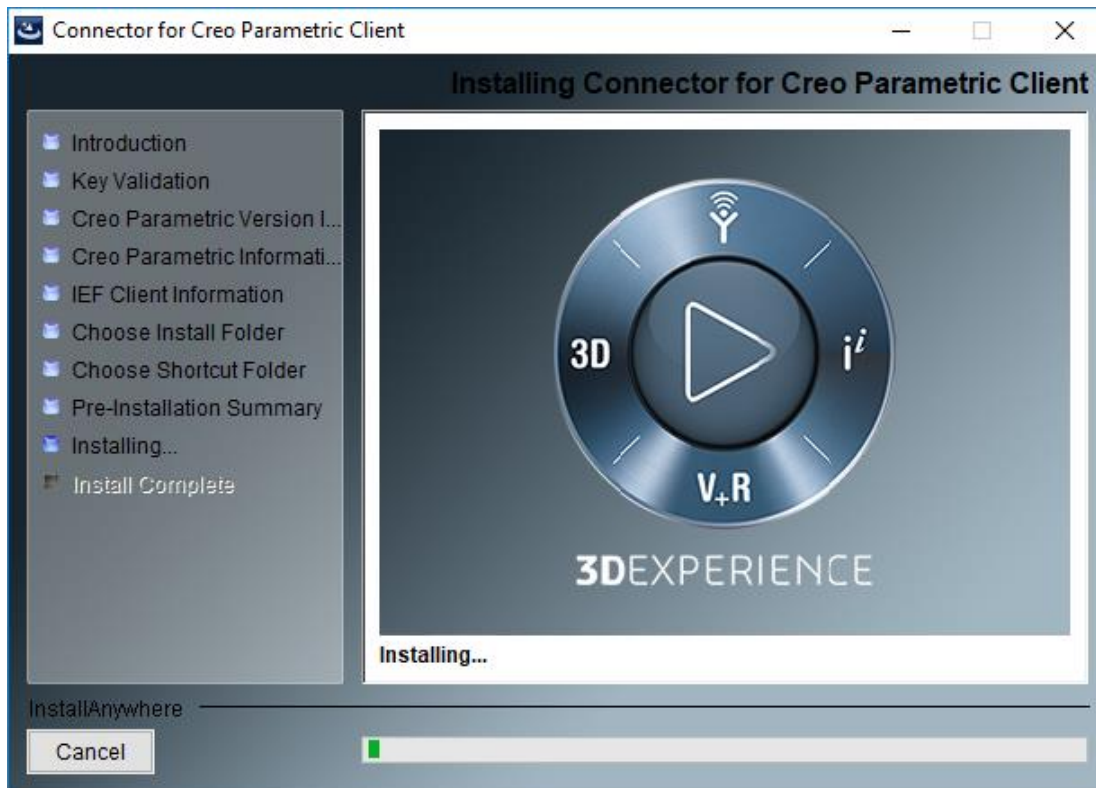 Connector for Creo Parametric Client
Installing Connector for Creo Parametric Client
Introduction
Key Validation
Creo Parametric Version I...
Creo Parametric Informati...
IEF Client Information
Choose Install Folder
Choose Shortcut Folder
Pre-Installation Summary
Installing...
Install Complete
3D
i i
V+R
3DEXPERIENCE
Installing...
InstallAnywhere
Cancel